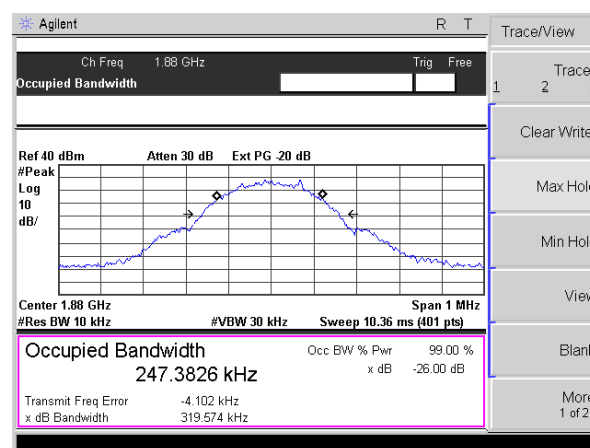 Agilent R T
Ch Freq 1.88 GHz Trig Free
Occupied Bandwidth
Ref 40 dBm Atten 30 dB Ext PG -20 dB
#Peak
Log
10
dB/
Center 1.88 GHz Span 1 MHz
#Res BW 10 kHz #VBW 30 kHz Sweep 10.36 ms (401 pts)
Occupied Bandwidth Occ BW % Pwr 99.00 %
247.3826 kHz x dB -26.00 dB
Transmit Freq Error -4.102 kHz
x dB Bandwidth 319.574 kHz
Trace/View
Trace
1 2
Clear Write
Max Hol
Min Hol
View
Blank
More
1 of 2